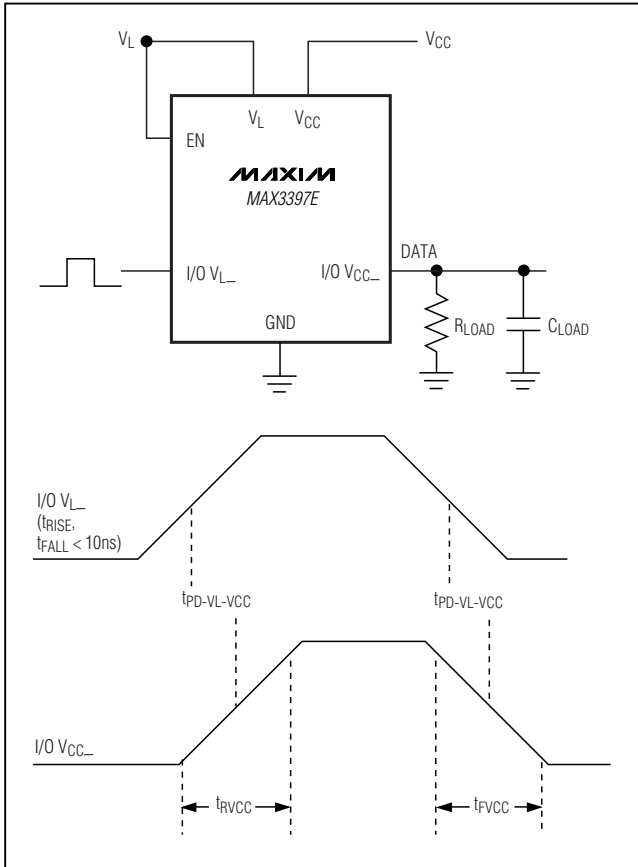 VL VCC
VL VCC
EN
MAXIM
MAX3397E
DATA
I/O VL_ I/O VCC_
GND
RLOAD CLOAD
I/O VL_
(tRISE,
tFALL < 10ns)
tPD-VL-VCC tPD-VL-VCC
I/O VCC_
tRVCC tFVCC